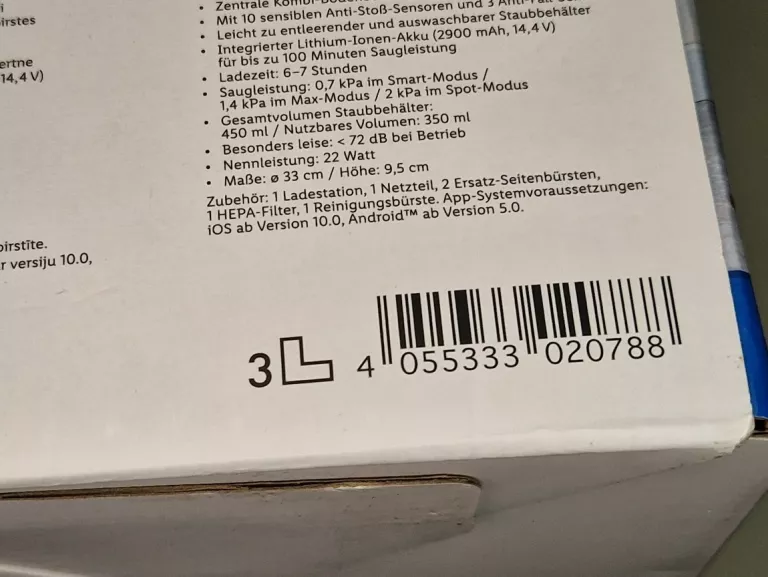 i
irstes
ertne
14,4 V)
birstīte.
r versiju 10.0,
• Zentrale
• Mit 10 sensiblen Anti-Stoß-Sensoren und 3
• Leicht zu entleerender und auswaschbarer Staubbehälter
• Integrierter Lithium-Ionen-Akku (2900 mAh, 14,4 V)
für bis zu 100 Minuten Saugleistung
• Ladezeit: 6–7 Stunden
• Saugleistung: 0,7 kPa im Smart-Modus /
1,4 kPa im Max-Modus / 2 kPa im Spot-Modus
• Gesamtvolumen Staubbehälter:
450 ml / Nutzbares Volumen: 350 ml
• Besonders leise: < 72 dB bei Betrieb
• Nennleistung: 22 Watt
• Maße: ø 33 cm / Höhe: 9,5 cm
Zubehör: 1 Ladestation, 1 Netzteil, 2 Ersatz-Seitenbürsten,
1 HEPA-Filter, 1 Reinigungsbürste. App-Systemvoraussetzungen:
iOS ab Version 10.0, Android™ ab Version 5.0.
3 L
4 055333 020788